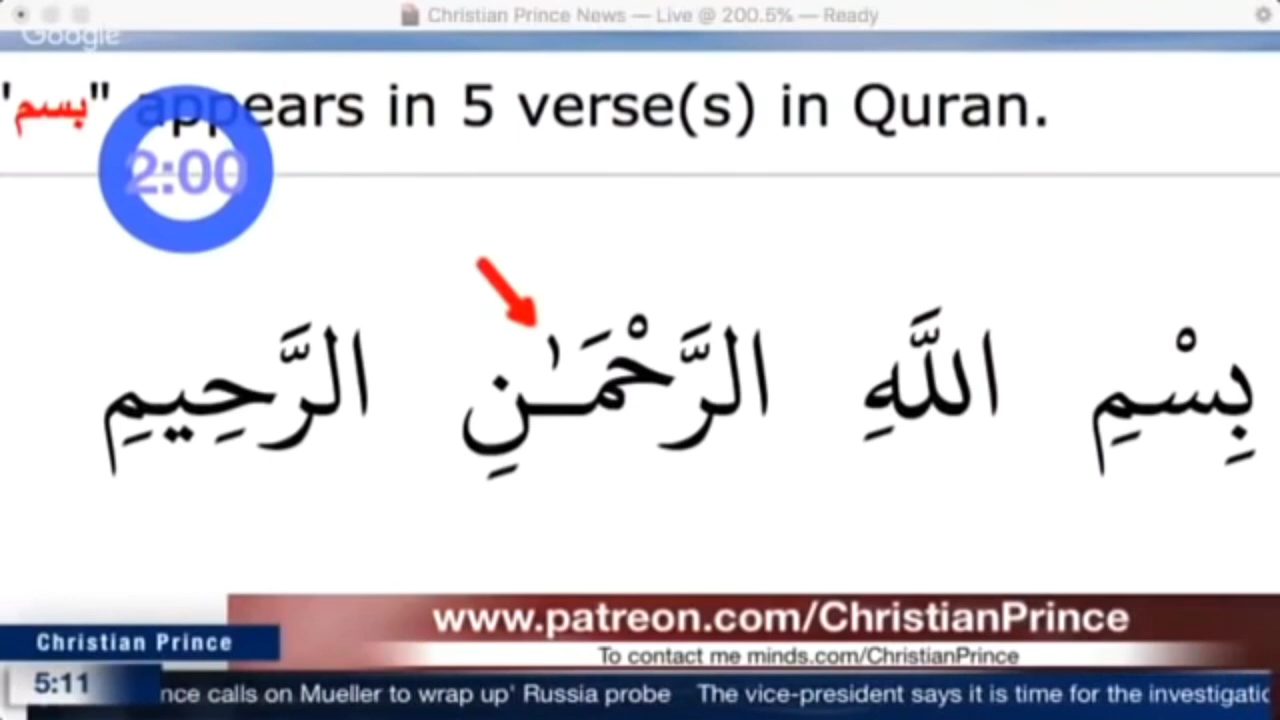 Christian Prince News — Live @ 200.5% — Ready
Google
"بسم" appears in 5 verse(s) in Quran.
2:00
بِسْمِ اللَّهِ الرَّحْمَـٰنِ الرَّحِيمِ
www.patreon.com/ChristianPrince
Christian Prince
To contact me minds.com/ChristianPrince
5:11
nce calls on Mueller to wrap up' Russia probe The vice-president says it is time for the investigatio